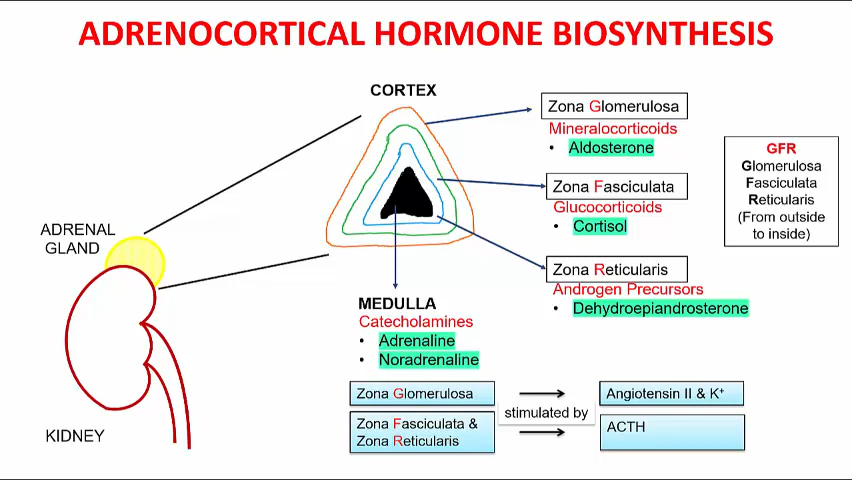 ADRENOCORTICAL HORMONE BIOSYNTHESIS
CORTEX
Zona Glomerulosa
Mineralocorticoids
• Aldosterone
Zona Fasciculata
Glucocorticoids
• Cortisol
Zona Reticularis
Androgen Precursors
• Dehydroepiandrosterone
GFR
Glomerulosa
Fasciculata
Reticularis
(From outside
to inside)
ADRENAL
GLAND
KIDNEY
MEDULLA
Catecholamines
• Adrenaline
• Noradrenaline
Zona Glomerulosa
Zona Fasciculata &
Zona Reticularis
stimulated by
Angiotensin II & K⁺
ACTH